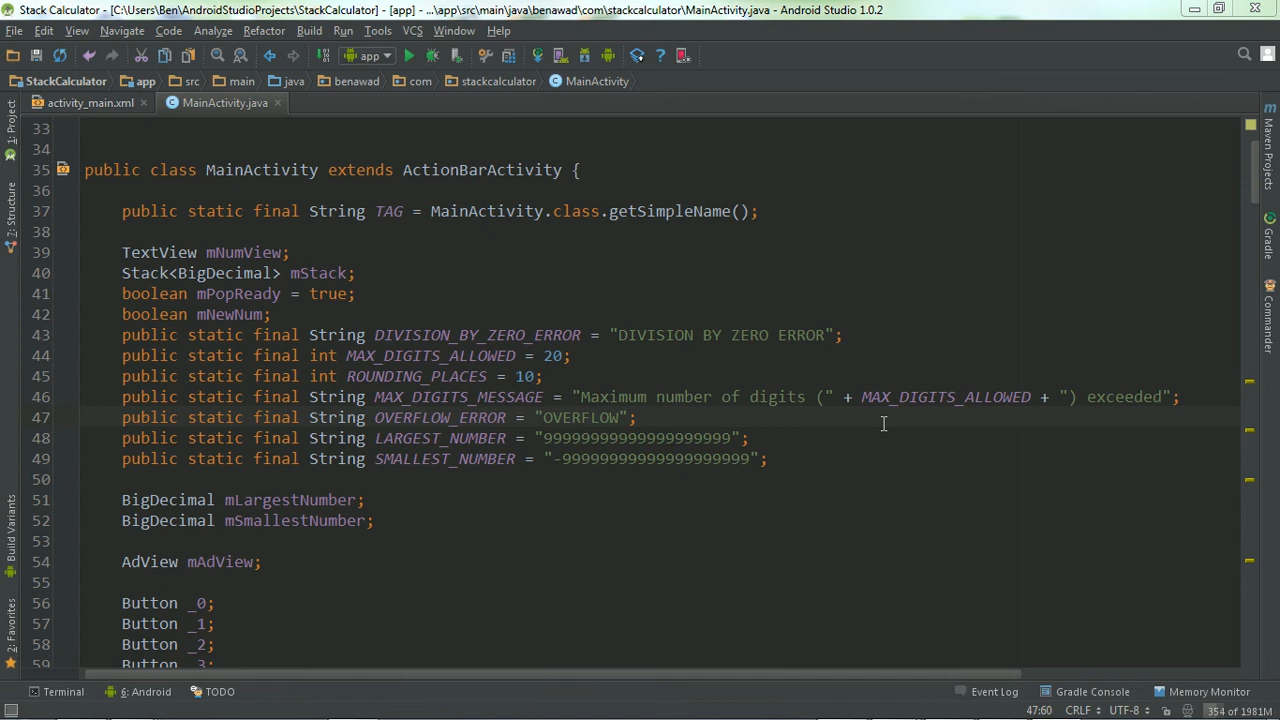 Stack Calculator - [C:\Users\Ben\AndroidStudioProjects\StackCalculator] - [app] - ...\app\src\main\java\benawad\com\stackcalculator\MainActivity.java - Android Studio 1.0.2
File Edit View Navigate Code Analyze Refactor Build Run Tools VCS Window Help
app
StackCalculator app src main java benawad com stackcalculator MainActivity
activity_main.xml MainActivity.java
1: Project
7: Structure
Build Variants
2: Favorites
Maven Projects
Gradle
Commander
33
34
35 public class MainActivity extends ActionBarActivity {
36
37 public static final String TAG = MainActivity.class.getSimpleName();
38
39 TextView mNumView;
40 Stack<BigDecimal> mStack;
41 boolean mPopReady = true;
42 boolean mNewNum;
43 public static final String DIVISION_BY_ZERO_ERROR = "DIVISION BY ZERO ERROR";
44 public static final int MAX_DIGITS_ALLOWED = 20;
45 public static final int ROUNDING_PLACES = 10;
46 public static final String MAX_DIGITS_MESSAGE = "Maximum number of digits (" + MAX_DIGITS_ALLOWED + ") exceeded";
47 public static final String OVERFLOW_ERROR = "OVERFLOW";
48 public static final String LARGEST_NUMBER = "99999999999999999999";
49 public static final String SMALLEST_NUMBER = "-99999999999999999999";
50
51 BigDecimal mLargestNumber;
52 BigDecimal mSmallestNumber;
53
54 AdView mAdView;
55
56 Button _0;
57 Button _1;
58 Button _2;
59 Button _3;
Terminal 6: Android TODO Event Log Gradle Console Memory Monitor
47:60 CRLF UTF-8 354 of 1981M